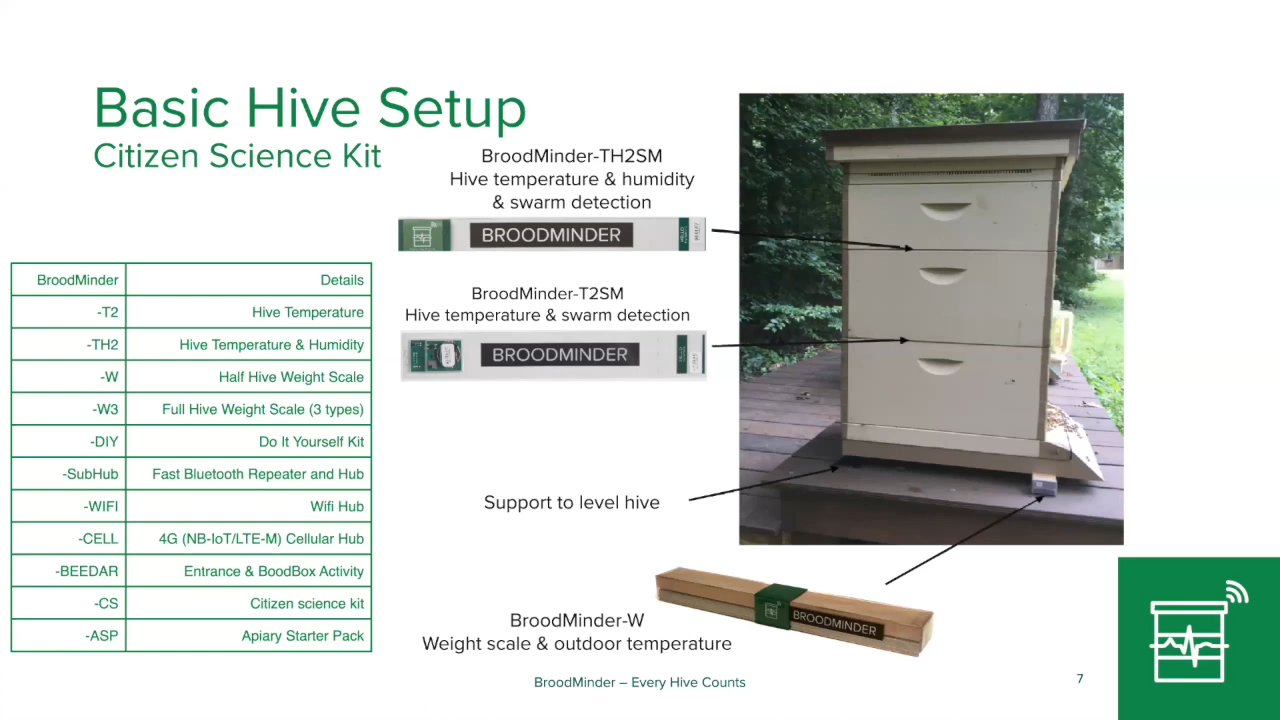 Basic Hive Setup
Citizen Science Kit
BroodMinder-TH2SM
Hive temperature & humidity
& swarm detection
BROODMINDER
BroodMinder-T2SM
Hive temperature & swarm detection
BROODMINDER
BroodMinder Details
-T2 Hive Temperature
-TH2 Hive Temperature & Humidity
-W Half Hive Weight Scale
-W3 Full Hive Weight Scale (3 types)
-DIY Do It Yourself Kit
-SubHub Fast Bluetooth Repeater and Hub
-WIFI Wifi Hub
-CELL 4G (NB-IoT/LTE-M) Cellular Hub
-BEEDAR Entrance & BoodBox Activity
-CS Citizen science kit
-ASP Apiary Starter Pack
Support to level hive
BROODMINDER
BroodMinder-W
Weight scale & outdoor temperature
BroodMinder – Every Hive Counts
7